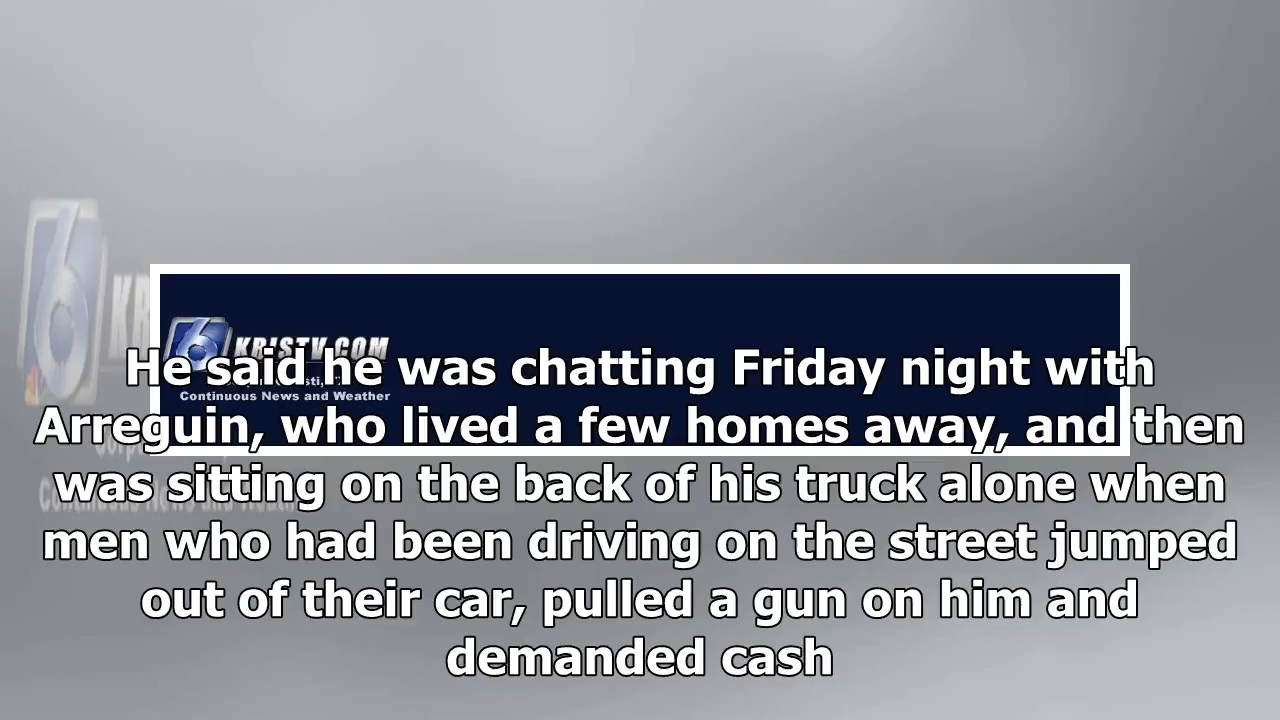 6 KRISTV.COM
Continuous News and Weather
He said he was chatting Friday night with
Arreguin, who lived a few homes away, and then
was sitting on the back of his truck alone when
men who had been driving on the street jumped
out of their car, pulled a gun on him and
demanded cash